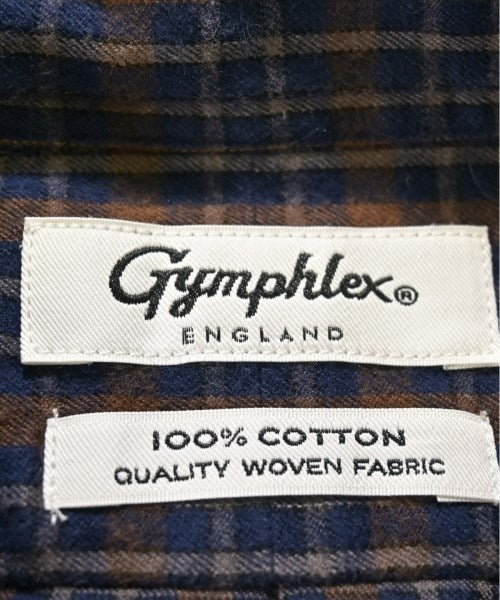 Gymphlex®
ENGLAND
100% COTTON
QUALITY WOVEN FABRIC